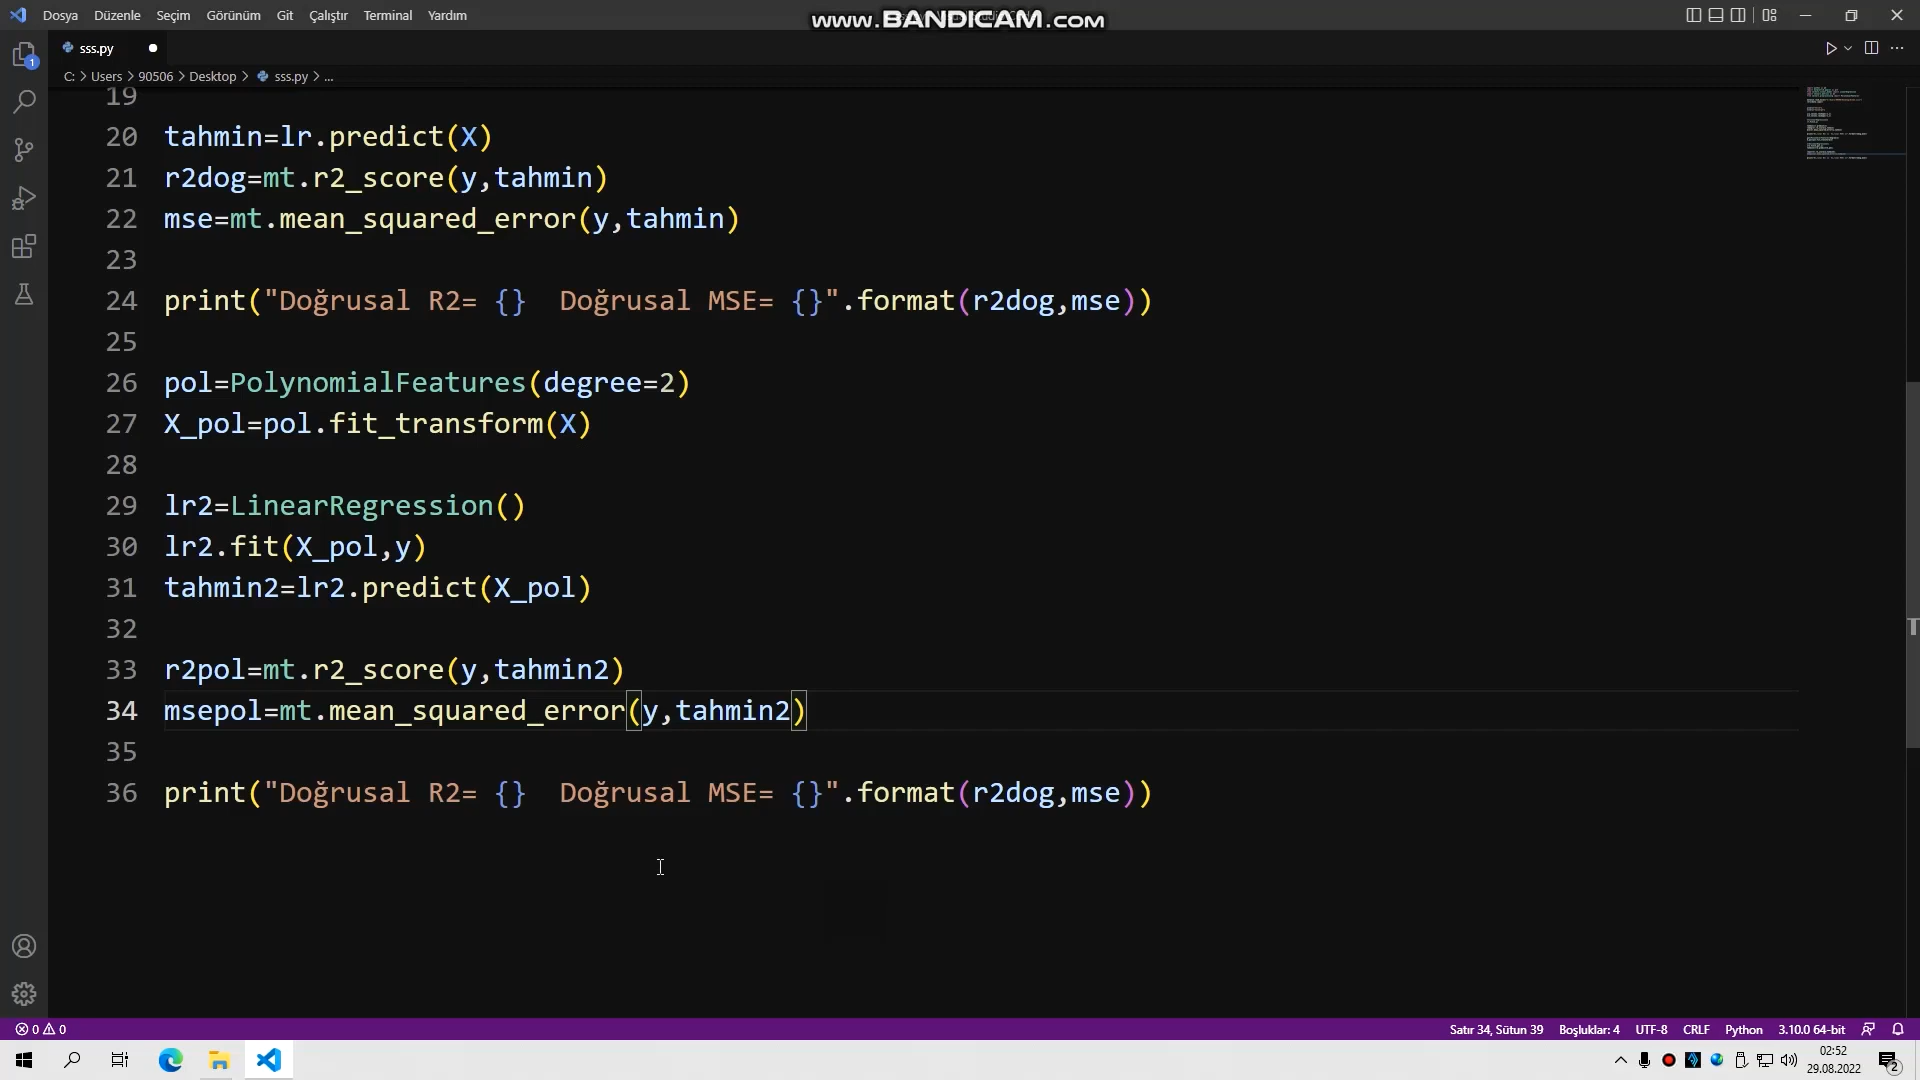 Dosya Düzenle Seçim Görünüm Git Çalıştır Terminal Yardım
www.BANDICAM.com
sss.py
1
C: > Users > 90506 > Desktop > sss.py > ...
19
20 tahmin=lr.predict(X)
21 r2dog=mt.r2_score(y,tahmin)
22 mse=mt.mean_squared_error(y,tahmin)
23
24 print("Doğrusal R2= {}  Doğrusal MSE= {}".format(r2dog,mse))
25
26 pol=PolynomialFeatures(degree=2)
27 X_pol=pol.fit_transform(X)
28
29 lr2=LinearRegression()
30 lr2.fit(X_pol,y)
31 tahmin2=lr2.predict(X_pol)
32
33 r2pol=mt.r2_score(y,tahmin2)
34 msepol=mt.mean_squared_error(y,tahmin2)
35
36 print("Doğrusal R2= {}  Doğrusal MSE= {}".format(r2dog,mse))
0 0 Satır 34, Sütun 39 Boşluklar: 4 UTF-8 CRLF Python 3.10.0 64-bit
02:52
29.08.2022
2